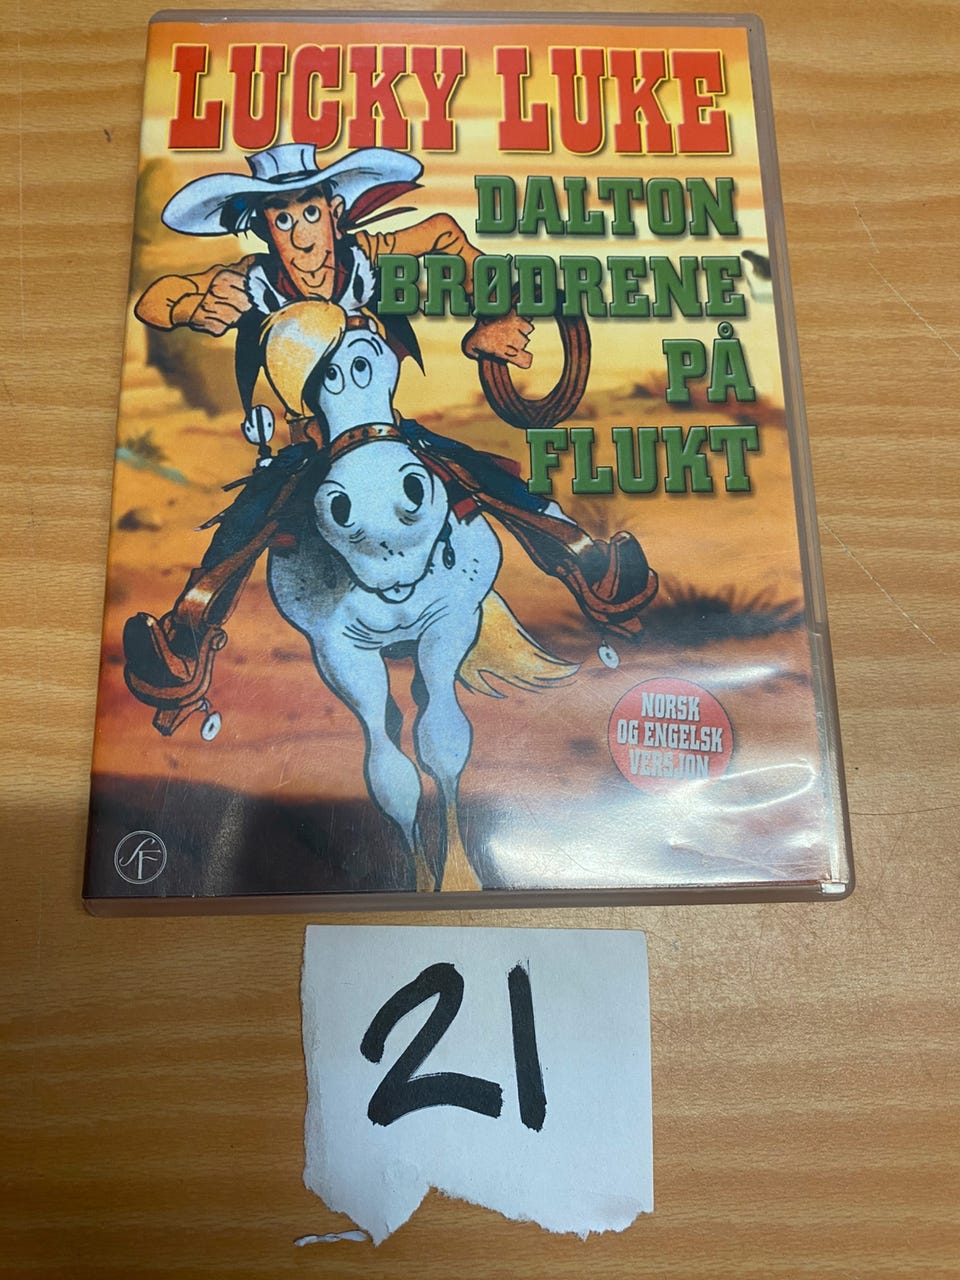 LUCKY LUKE
DALTON
BRØDRENE
PÅ
FLUKT
NORSK
OG ENGELSK
VERSJON
SF
21